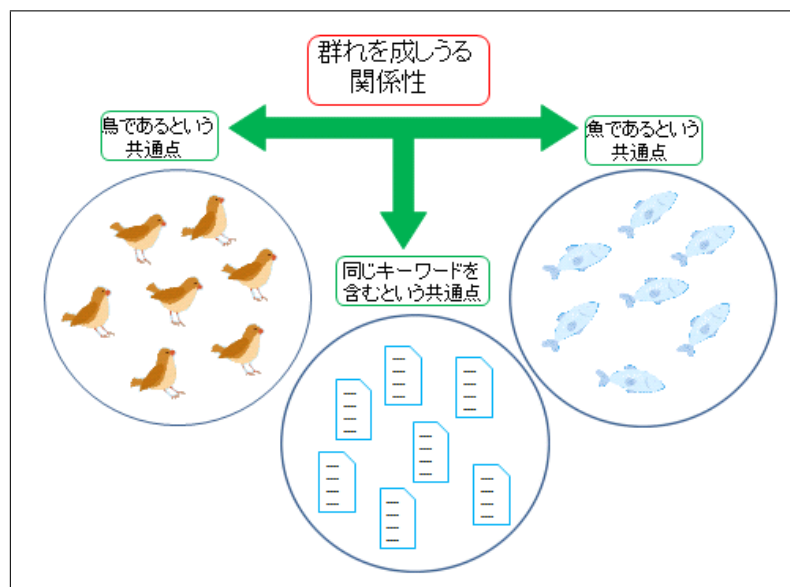 群れを成しうる
関係性
鳥であるという
共通点
魚であるという
共通点
同じキーワードを
含むという共通点